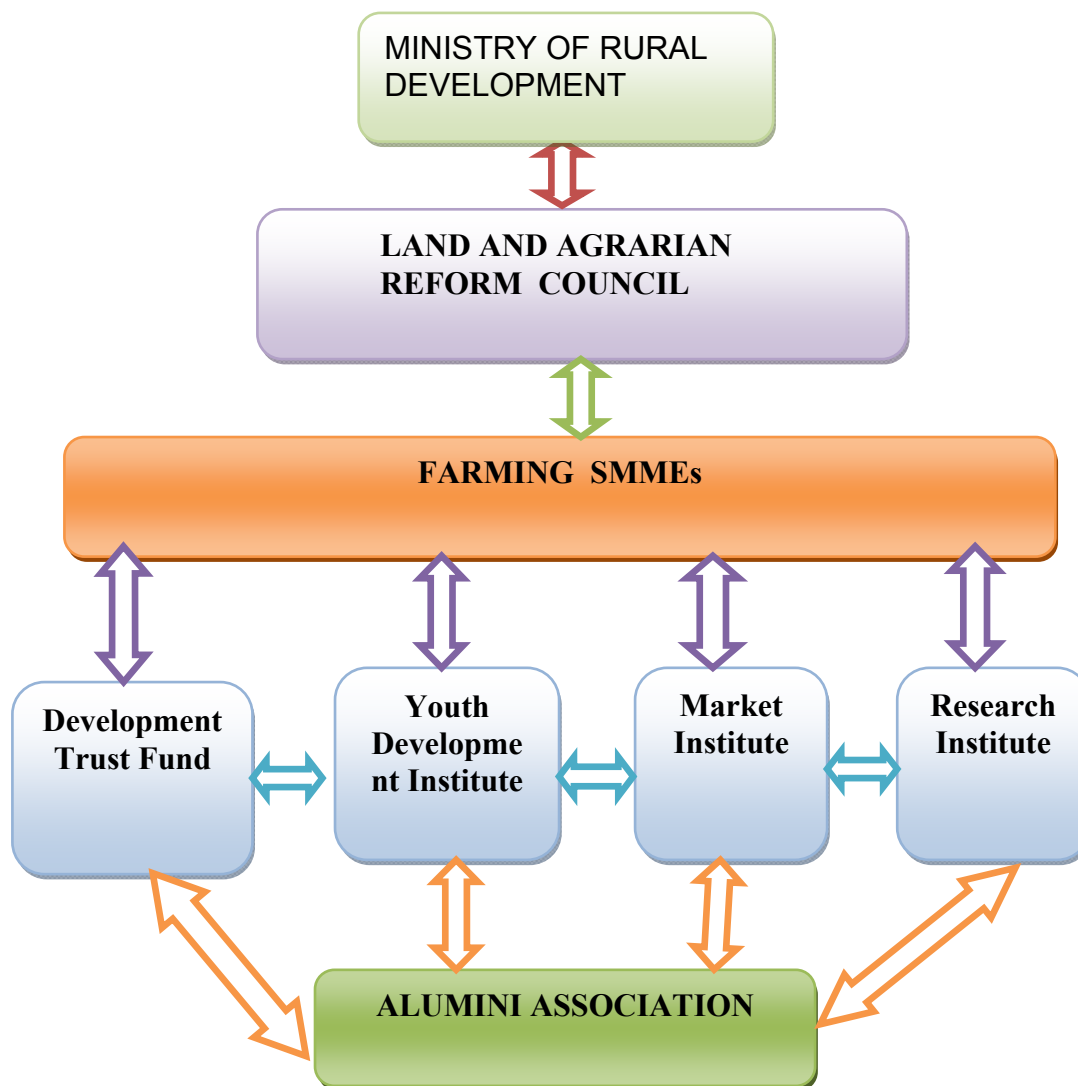 MINISTRY OF RURAL
DEVELOPMENT
LAND AND AGRARIAN
REFORM COUNCIL
FARMING SMMEs
Development
Trust Fund
Youth
Developme
nt Institute
Market
Institute
Research
Institute
ALUMINI ASSOCIATION